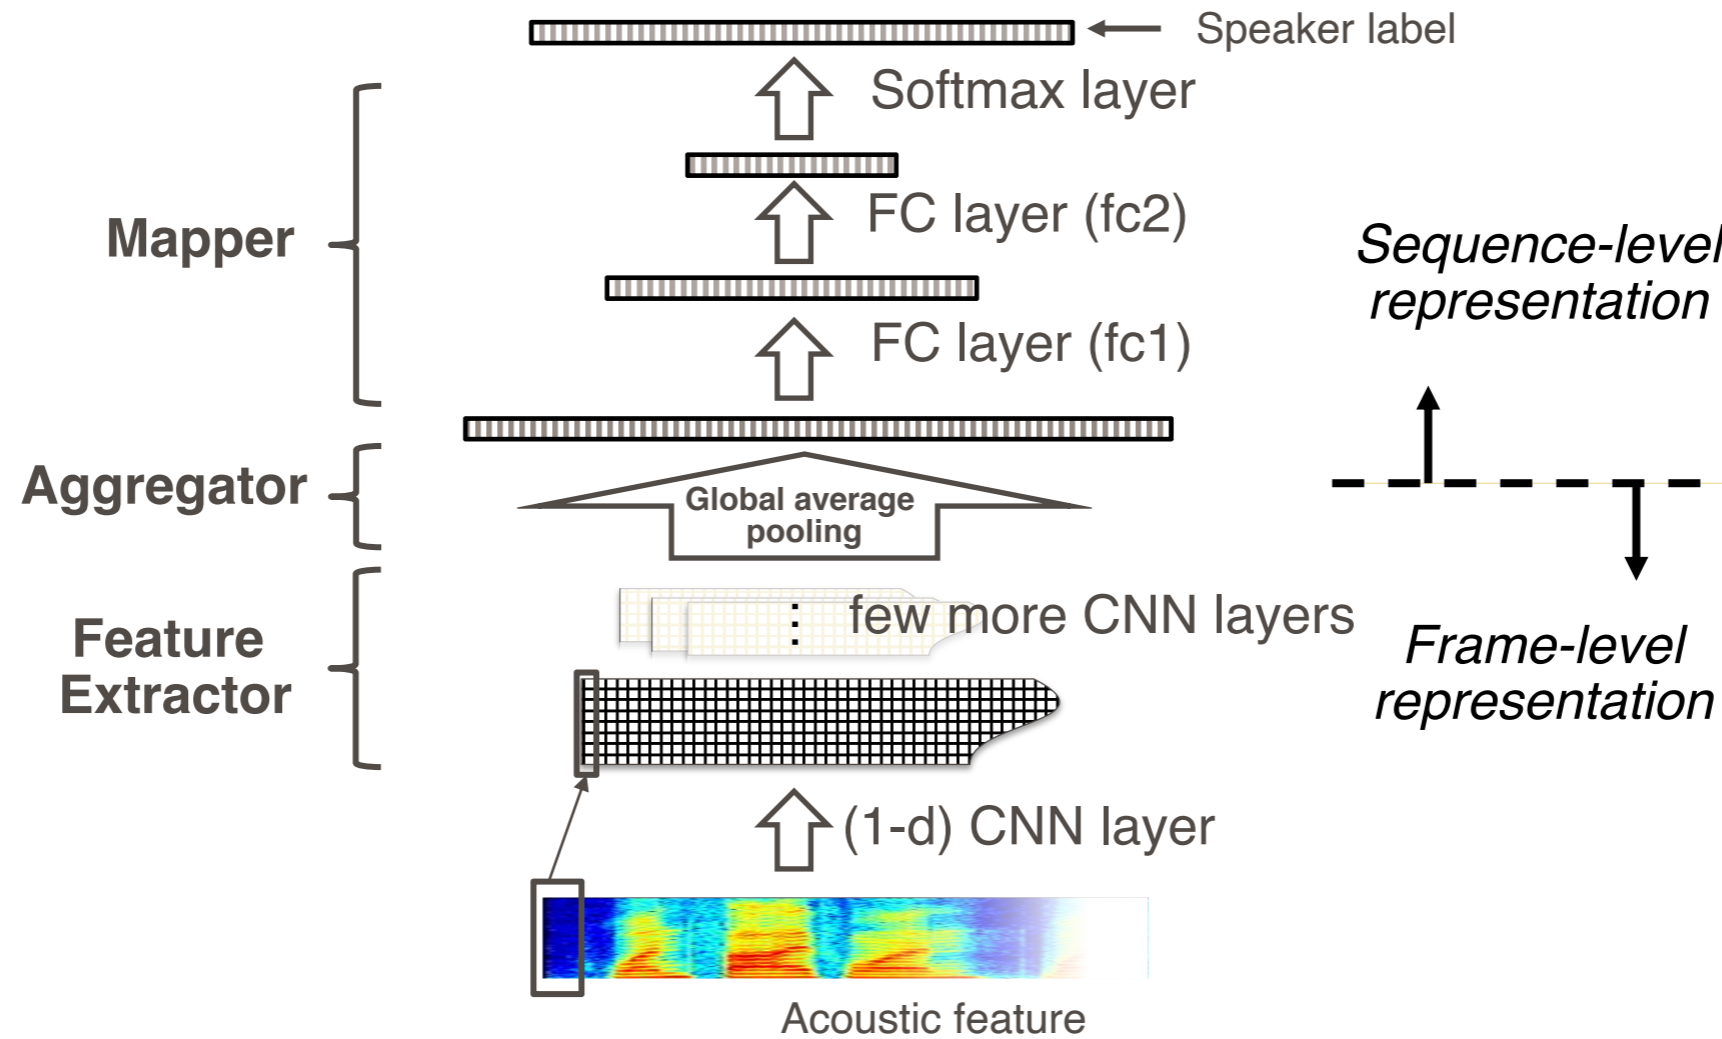 Speaker label
Softmax layer
FC layer (fc2)
Mapper
Sequence-level
representation
FC layer (fc1)
Aggregator
Global average
pooling
few more CNN layers
Feature
Extractor
Frame-level
representation
(1-d) CNN layer
Acoustic feature